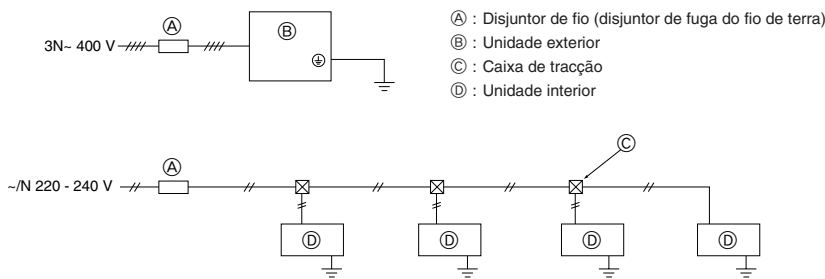 3N~ 400 V
Ⓐ
Ⓑ
Ⓐ : Disjuntor de fio (disjuntor de fuga do fio de terra)
Ⓑ : Unidade exterior
Ⓒ : Caixa de tracção
Ⓓ : Unidade interior
~/N 220 - 240 V
Ⓐ
Ⓒ
Ⓓ
Ⓓ
Ⓓ
Ⓓ